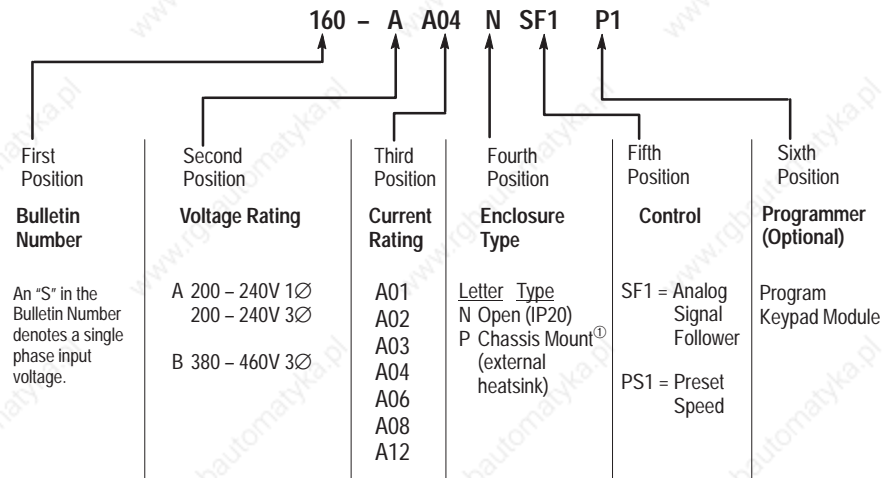 160 – A A04 N SF1 P1
First Position
Bulletin Number
An "S" in the
Bulletin Number
denotes a single
phase input
voltage.
Second Position
Voltage Rating
A 200 – 240V 1∅
200 – 240V 3∅
B 380 – 460V 3∅
Third Position
Current Rating
A01
A02
A03
A04
A06
A08
A12
Fourth Position
Enclosure Type
Letter Type
N Open (IP20)
P Chassis Mount①
(external
heatsink)
Fifth Position
Control
SF1 = Analog
Signal
Follower
PS1 = Preset
Speed
Sixth Position
Programmer
(Optional)
Program
Keypad Module
www.rgbautomatyka.pl